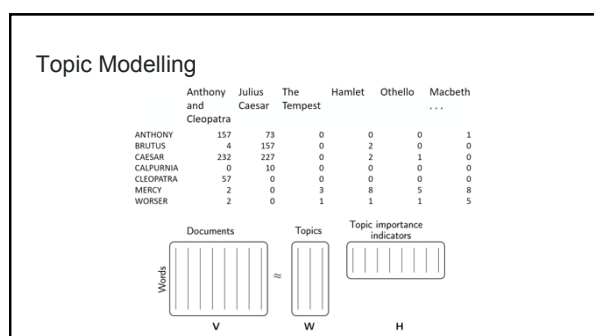 Topic Modelling
Anthony and Cleopatra Julius Caesar The Tempest Hamlet Othello Macbeth ...
ANTHONY 157 73 0 0 0 1
BRUTUS 4 157 0 2 0 0
CAESAR 232 227 0 2 1 0
CALPURNIA 0 10 0 0 0 0
CLEOPATRA 57 0 0 0 0 0
MERCY 2 0 3 8 5 8
WORSER 2 0 1 1 1 5
Documents Topics Topic importance indicators
Words
≈
V W H